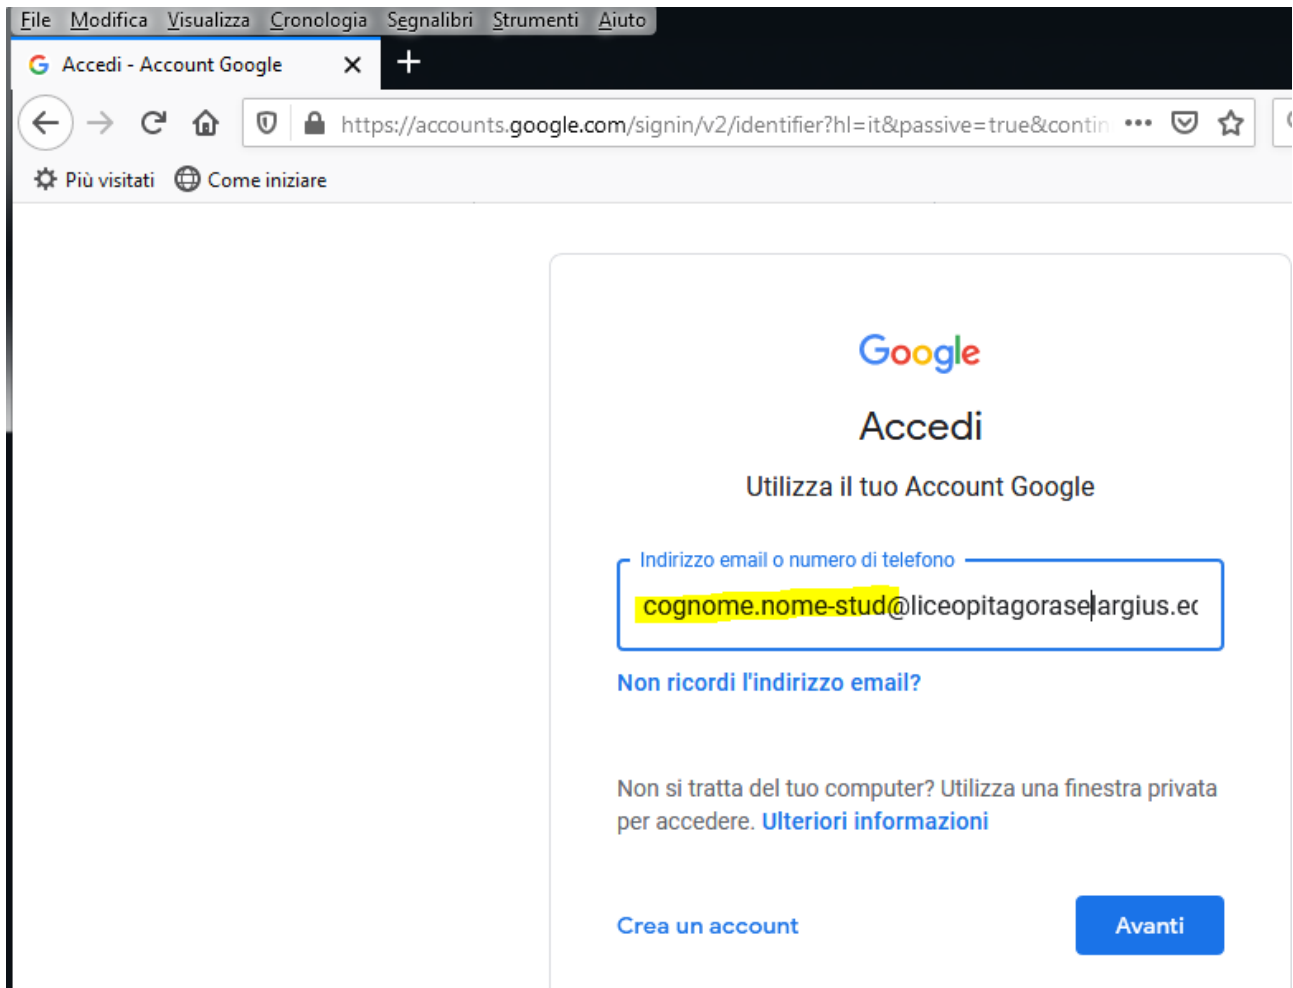 File Modifica Visualizza Cronologia Segnalibri Strumenti Aiuto
Accedi - Account Google
https://accounts.google.com/signin/v2/identifier?hl=it&passive=true&contin
Più visitati Come iniziare
Google
Accedi
Utilizza il tuo Account Google
Indirizzo email o numero di telefono
cognome.nome-stud@liceopitagoraselargius.ec
Non ricordi l'indirizzo email?
Non si tratta del tuo computer? Utilizza una finestra privata
per accedere. Ulteriori informazioni
Crea un account Avanti